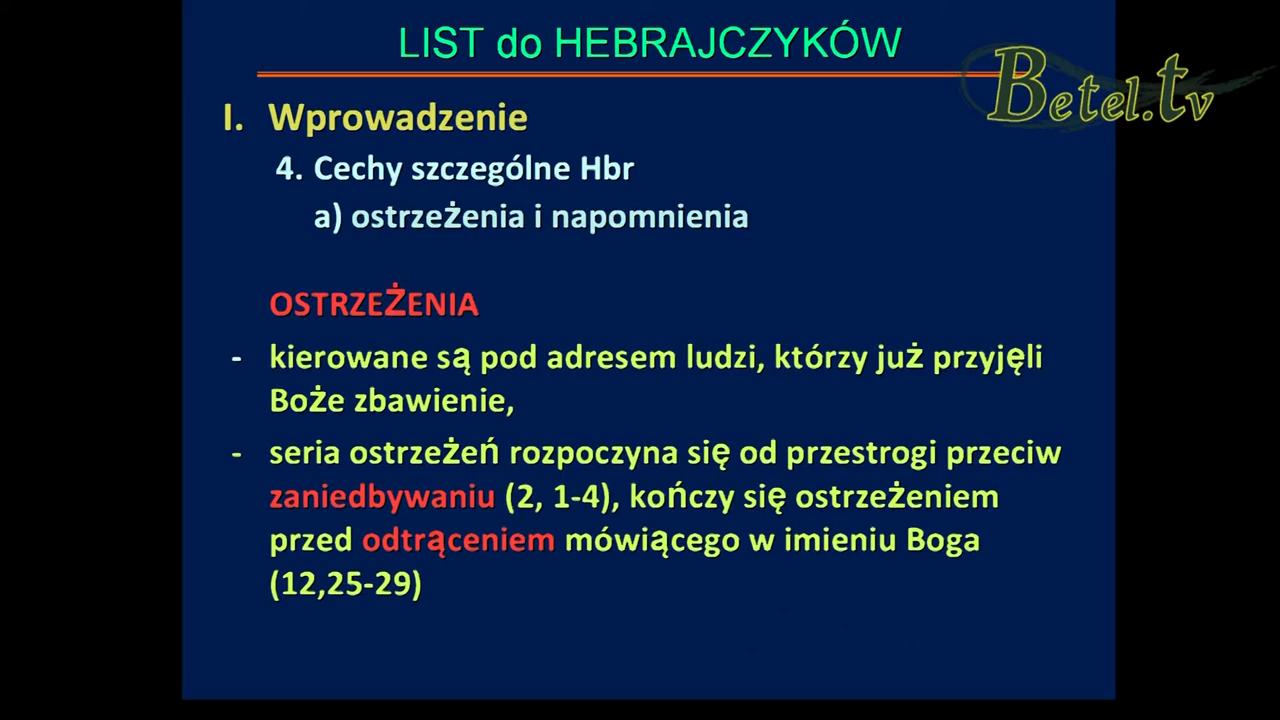 LIST do HEBRAJCZYKÓW
Betel.tv
I. Wprowadzenie
4. Cechy szczególne Hbr
a) ostrzeżenia i napomnienia
OSTRZEŻENIA
- kierowane są pod adresem ludzi, którzy już przyjęli
Boże zbawienie,
- seria ostrzeżeń rozpoczyna się od przestrogi przeciw
zaniedbywaniu (2, 1-4), kończy się ostrzeżeniem
przed odtrąceniem mówiącego w imieniu Boga
(12,25-29)